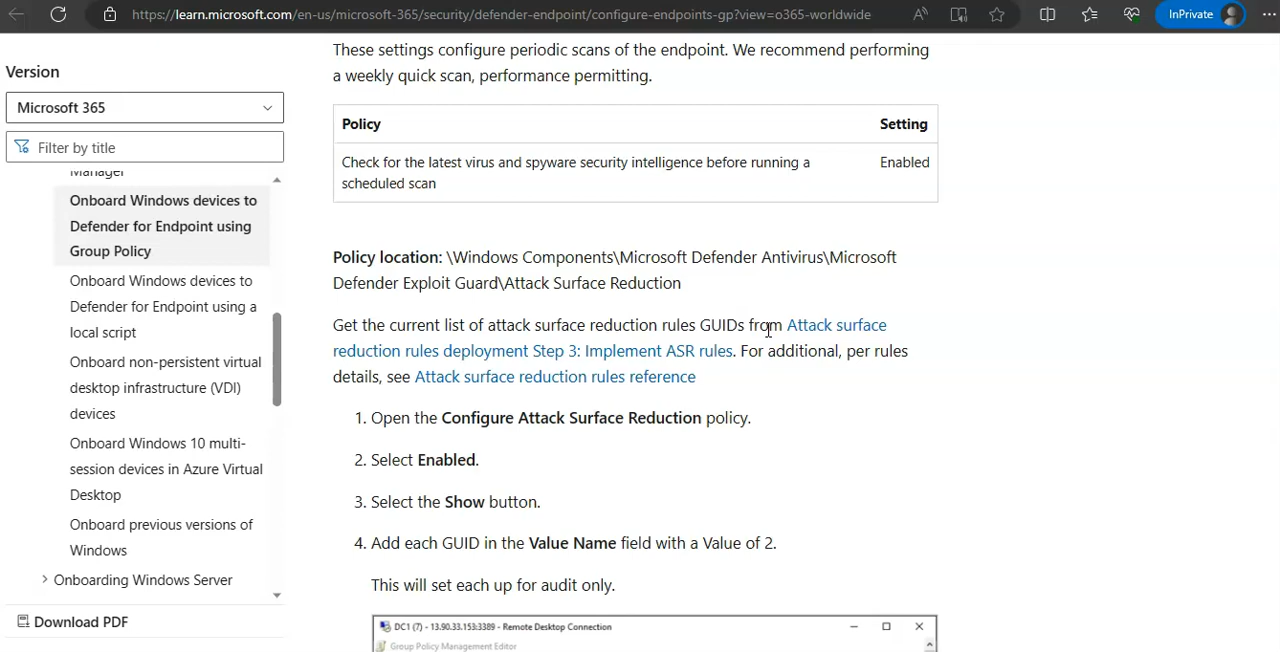 https://learn.microsoft.com/en-us/microsoft-365/security/defender-endpoint/configure-endpoints-gp?view=o365-worldwide
InPrivate
Version
Microsoft 365
Filter by title
Manager
Onboard Windows devices to
Defender for Endpoint using
Group Policy
Onboard Windows devices to
Defender for Endpoint using a
local script
Onboard non-persistent virtual
desktop infrastructure (VDI)
devices
Onboard Windows 10 multi-
session devices in Azure Virtual
Desktop
Onboard previous versions of
Windows
Onboarding Windows Server
Download PDF
These settings configure periodic scans of the endpoint. We recommend performing
a weekly quick scan, performance permitting.
Policy Setting
Check for the latest virus and spyware security intelligence before running a Enabled
scheduled scan
Policy location: \Windows Components\Microsoft Defender Antivirus\Microsoft
Defender Exploit Guard\Attack Surface Reduction
Get the current list of attack surface reduction rules GUIDs from Attack surface
reduction rules deployment Step 3: Implement ASR rules. For additional, per rules
details, see Attack surface reduction rules reference
1. Open the Configure Attack Surface Reduction policy.
2. Select Enabled.
3. Select the Show button.
4. Add each GUID in the Value Name field with a Value of 2.
This will set each up for audit only.
DC1 (7) - 13.90.33.153:3389 - Remote Desktop Connection
Group Policy Management Editor